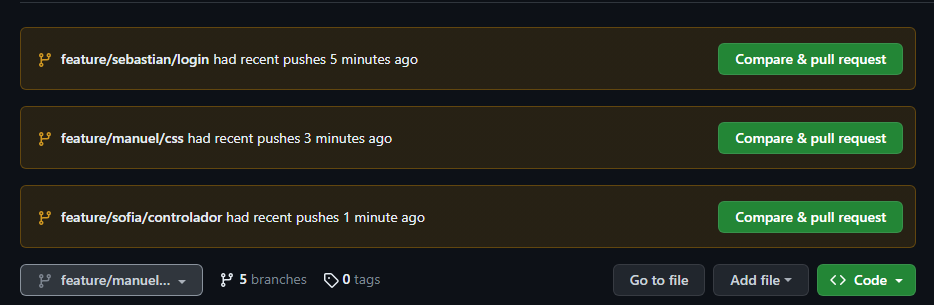 feature/sebastian/login had recent pushes 5 minutes ago
Compare & pull request
feature/manuel/css had recent pushes 3 minutes ago
Compare & pull request
feature/sofia/controlador had recent pushes 1 minute ago
Compare & pull request
feature/manuel...
5 branches
0 tags
Go to file
Add file
<> Code